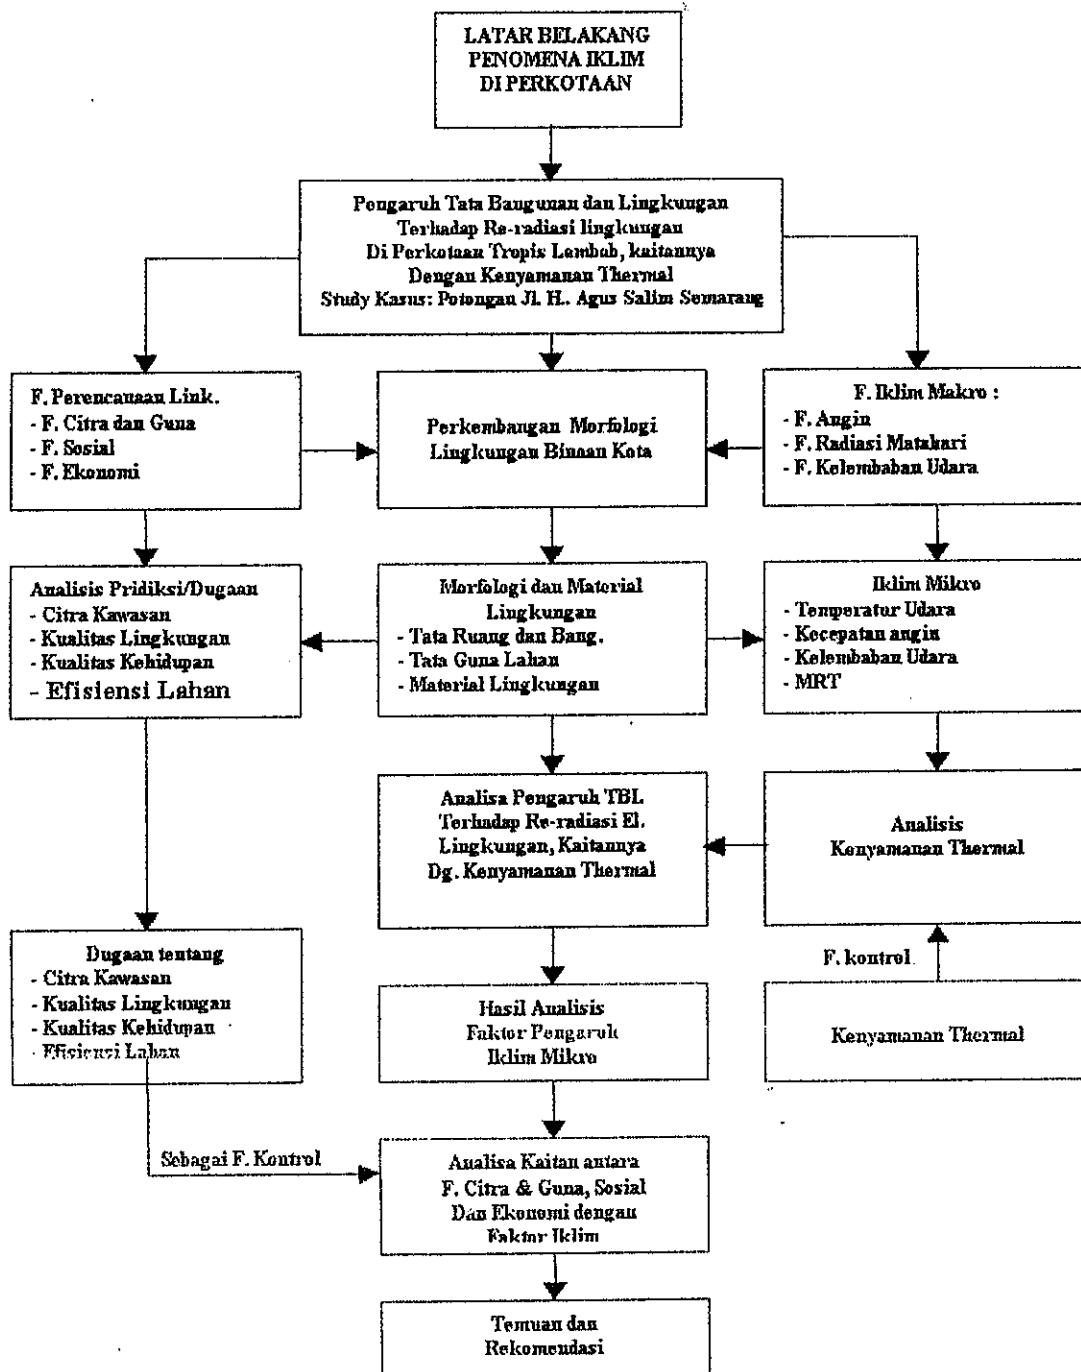 LATAR BELAKANG
PENOMENA IKLIM
DI PERKOTAAN
Pengaruh Tata Bangunan dan Lingkungan
Terhadap Re-radiasi lingkungan
Di Perkotaan Tropis Lembab, kaitannya
Dengan Kenyamanan Thermal
Study Kasus: Potongan Jl. H.. Agus Salim Semarang
F. Perencanaan Link.
- F. Citra dan Guna
- F. Sosial
- F. Ekonomi
Perkembangan Morfologi
Lingkungan Binaan Kota
F. Iklim Makro :
- F. Angin
- F. Radiasi Matahari
- F. Kelembaban Udara
Analisis Pridiksi/Dugaan
- Citra Kawasan
- Kualitas Lingkungan
- Kualitas Kehidupan
- Efisiensi Lahan
Morfologi dan Material
Lingkungan
- Tata Ruang dan Bang.
- Tata Guna Lahan
- Material Lingkungan
Iklim Mikro
- Temperatur Udara
- Kecepatan angin
- Kelembaban Udara
- MRT
Analisa Pengaruh TBL
Terhadap Re-radiasi El.
Lingkungan, Kaitannya
Dg. Kenyamanan Thermal
Analisis
Kenyamanan Thermal
Dugaan tentang
- Citra Kawasan
- Kualitas Lingkungan
- Kualitas Kehidupan
- Efisiensi Lahan
F. kontrol
Hasil Analisis
Faktor Pengaruh
Iklim Mikro
Kenyamanan Thermal
Sebagai F. Kontrol
Analisa Kaitan antara
F. Citra & Guna, Sosial
Dan Ekonomi dengan
Faktor Iklim
Temuan dan
Rekomendasi